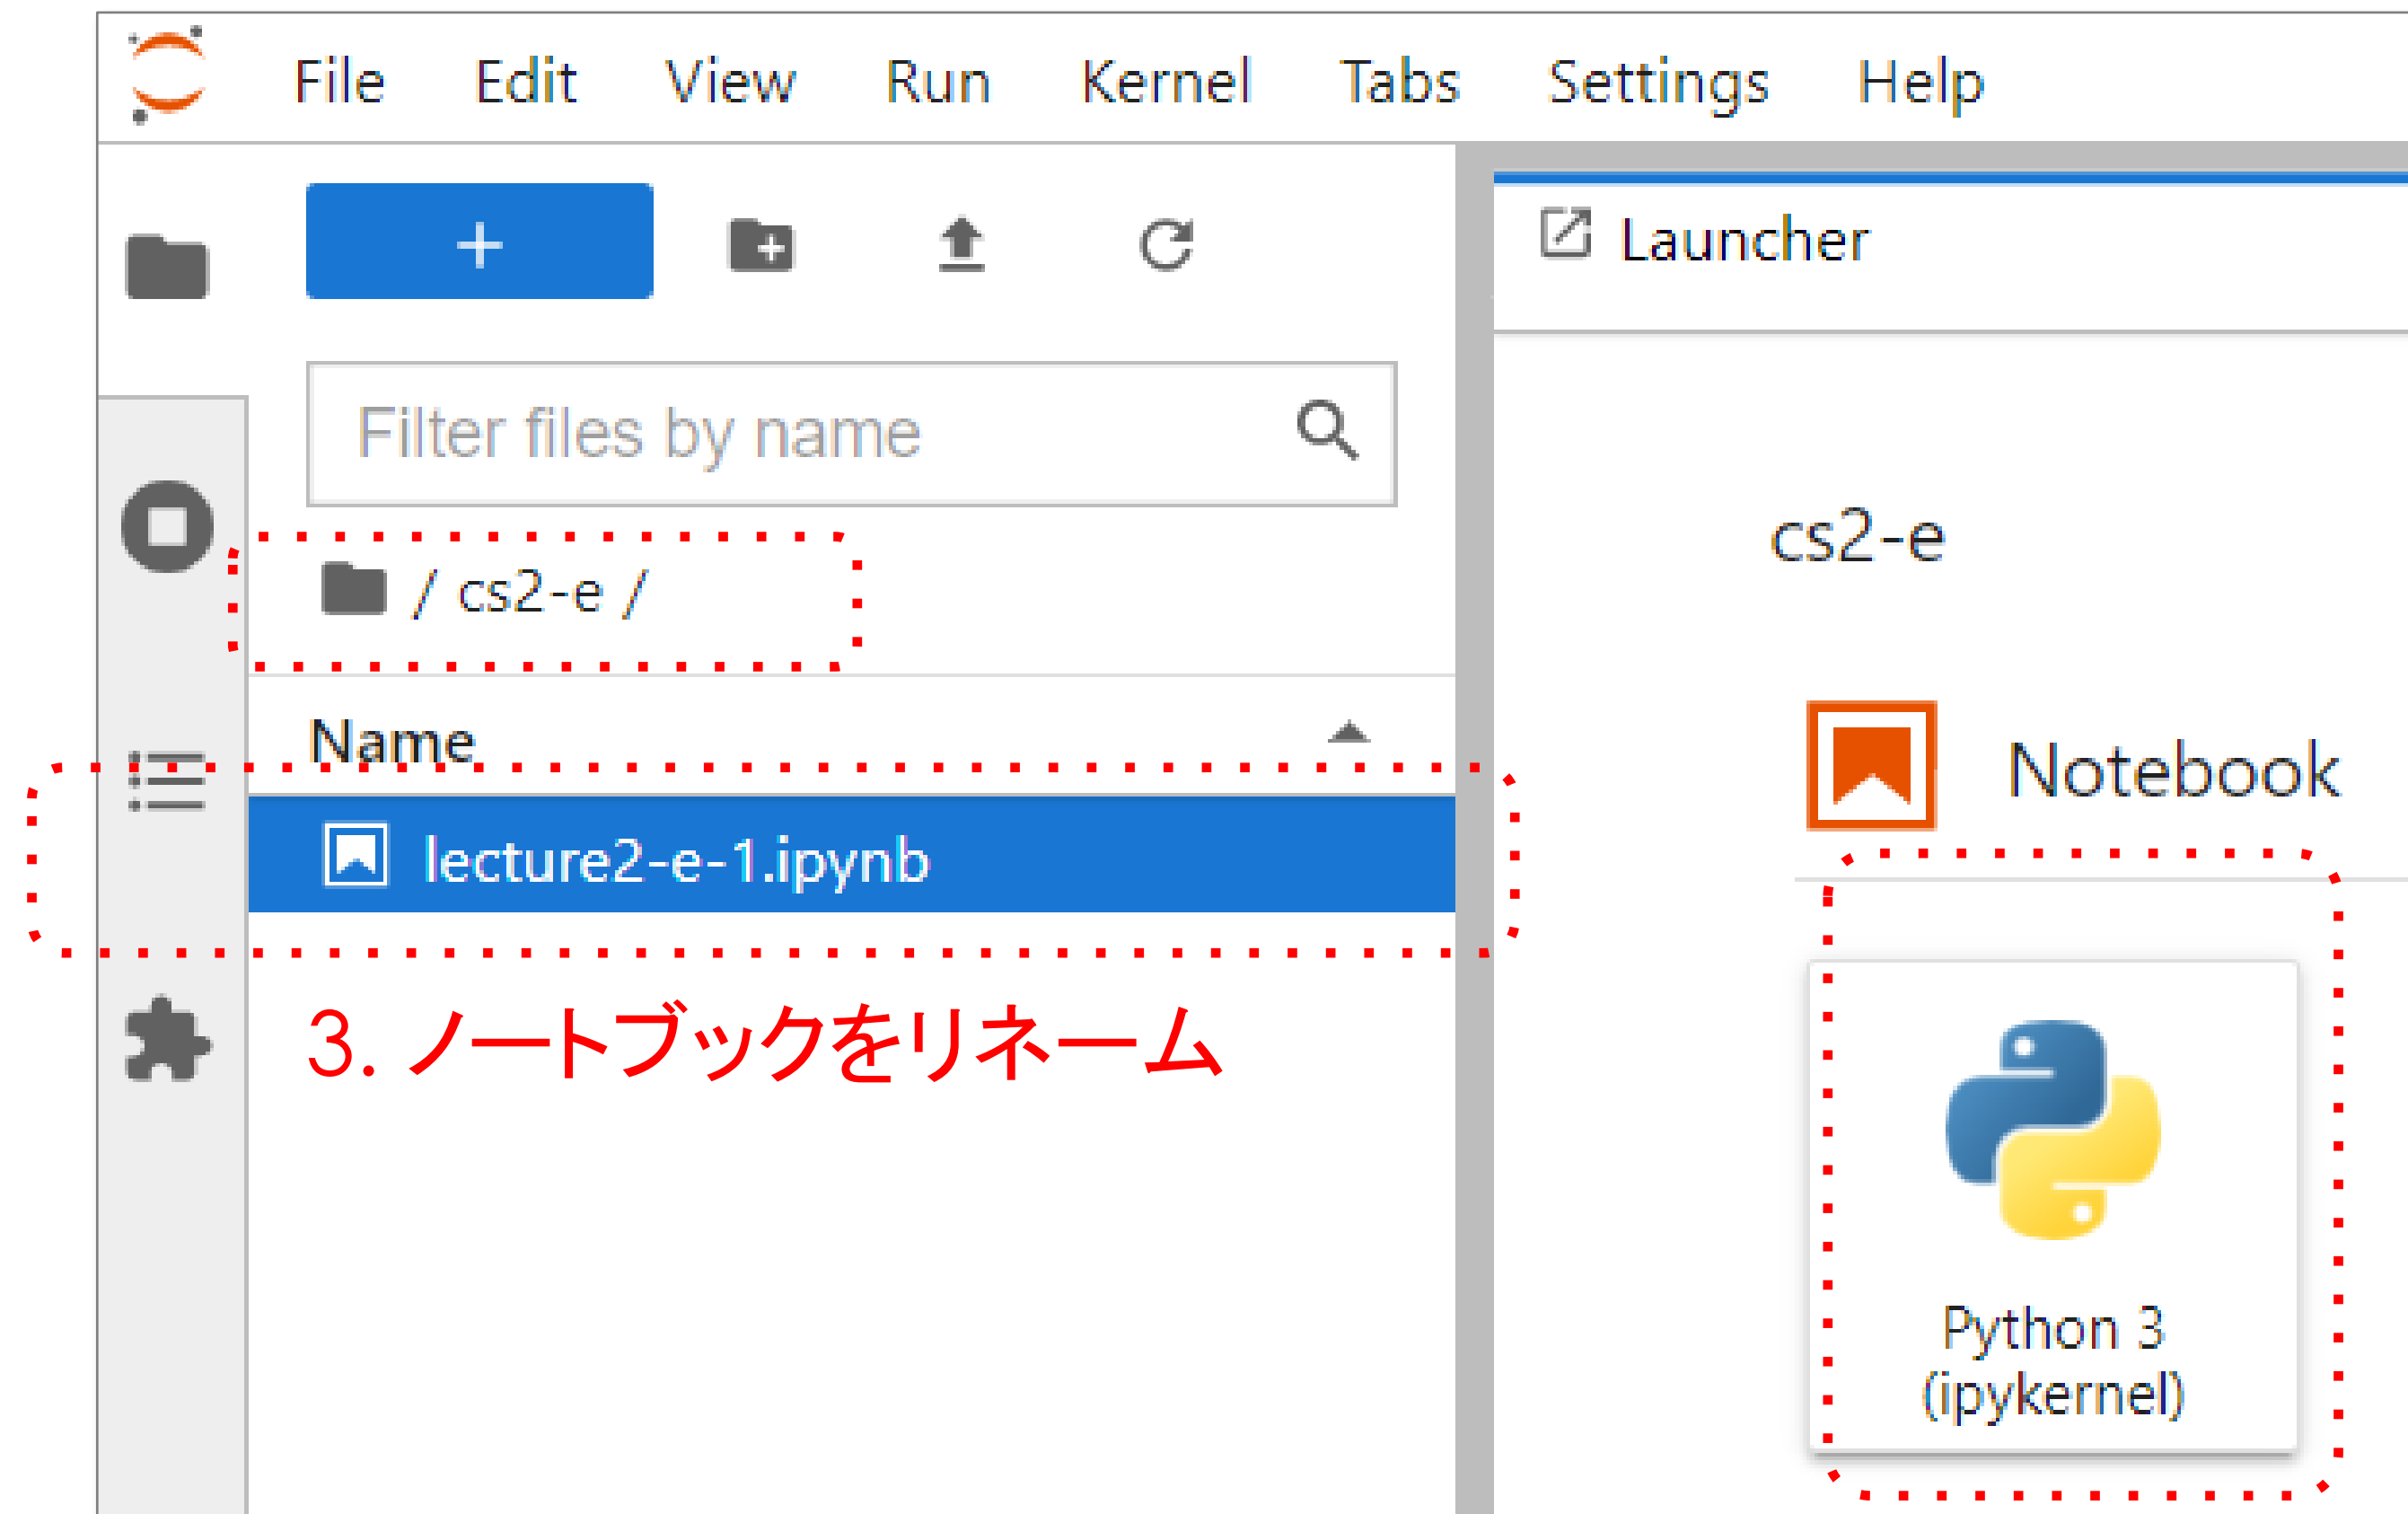 File Edit View Run Kernel Tabs Settings Help
+
Filter files by name
/ cs2-e /
Name
lecture2-e-1.ipynb
3. ノートブックをリネーム
Launcher
cs2-e
Notebook
Python 3
(ipykernel)